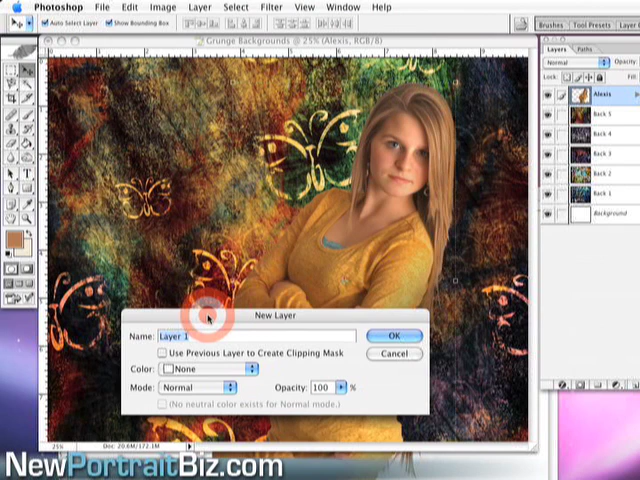 Photoshop File Edit Image Layer Select Filter View Window Help
Auto Select Layer Show Bounding Box
Brushes Tool Presets Layer
Grunge Backgrounds @ 25% (Alexis, RGB/8)
Layers Paths
Normal Opacity:
Lock: Fill:
Alexis
Back 5
Back 4
Back 3
Back 2
Back 1
Background
New Layer
Name: Layer 1
OK
Use Previous Layer to Create Clipping Mask
Cancel
Color: None
Mode: Normal Opacity: 100 %
(No neutral color exists for Normal mode.)
25% Doc: 20.6M/172.1M
NewPortraitBiz.com